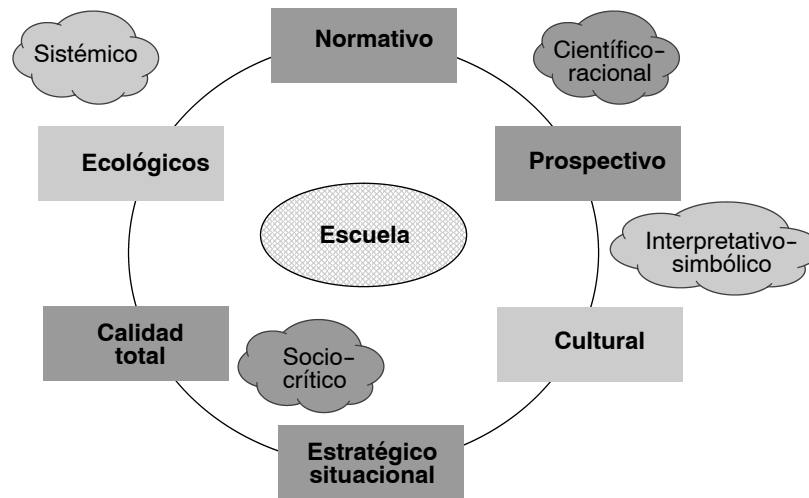 Normativo
Sistémico
Científico-
racional
Ecológicos
Prospectivo
Escuela
Interpretativo-
simbólico
Calidad
total
Socio-
crítico
Cultural
Estratégico
situacional